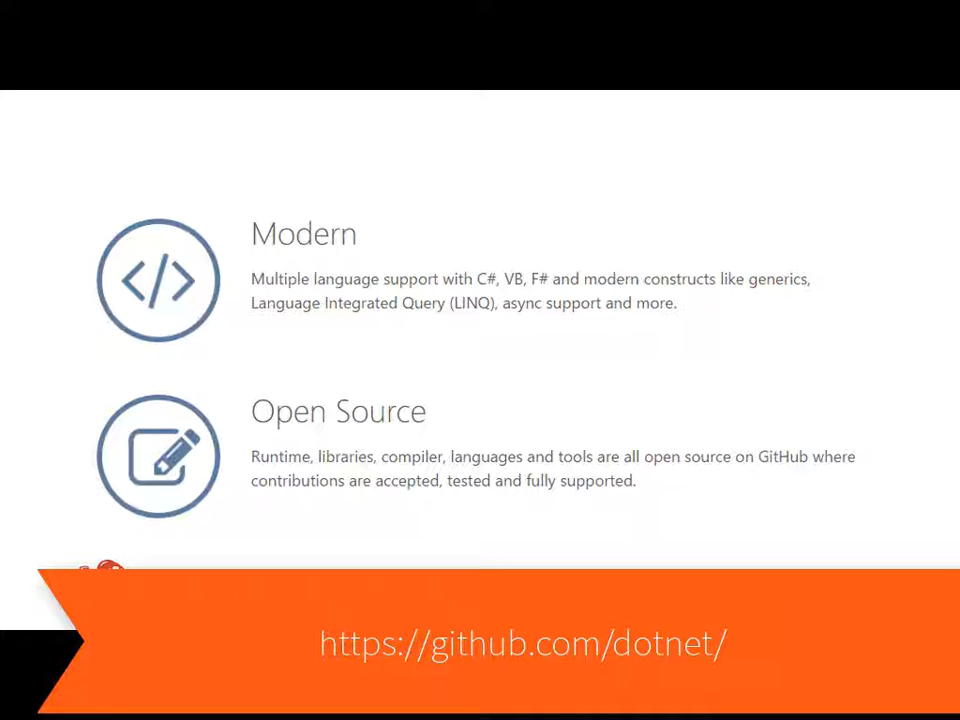 Modern
Multiple language support with C#, VB, F# and modern constructs like generics,
Language Integrated Query (LINQ), async support and more.
Open Source
Runtime, libraries, compiler, languages and tools are all open source on GitHub where
contributions are accepted, tested and fully supported.
https://github.com/dotnet/